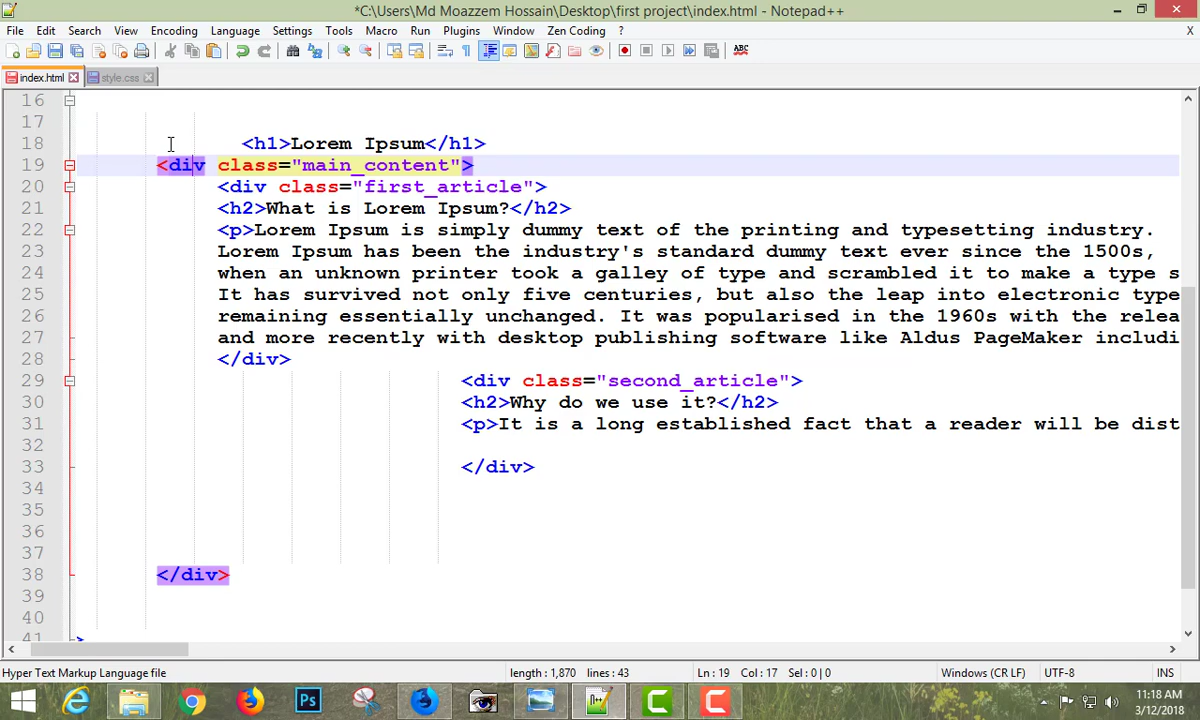 *C:\Users\Md Moazzem Hossain\Desktop\first project\index.html - Notepad++
File Edit Search View Encoding Language Settings Tools Macro Run Plugins Window Zen Coding ? X
ABC
index.html style.css
16
17
18 <h1>Lorem Ipsum</h1>
19 <div class="main_content">
20 <div class="first_article">
21 <h2>What is Lorem Ipsum?</h2>
22 <p>Lorem Ipsum is simply dummy text of the printing and typesetting industry.
23 Lorem Ipsum has been the industry's standard dummy text ever since the 1500s,
24 when an unknown printer took a galley of type and scrambled it to make a type s
25 It has survived not only five centuries, but also the leap into electronic type
26 remaining essentially unchanged. It was popularised in the 1960s with the relea
27 and more recently with desktop publishing software like Aldus PageMaker includi
28 </div>
29 <div class="second_article">
30 <h2>Why do we use it?</h2>
31 <p>It is a long established fact that a reader will be dist
32
33 </div>
34
35
36
37
38 </div>
39
40
41 >
Hyper Text Markup Language file length : 1,870 lines : 43 Ln : 19 Col : 17 Sel : 0 | 0 Windows (CR LF) UTF-8 INS
Ps
11:18 AM
3/12/2018